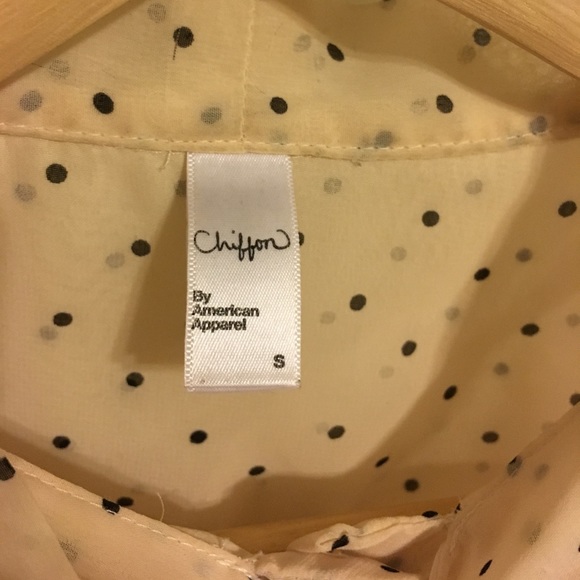 Chiffon
By
American
Apparel
S